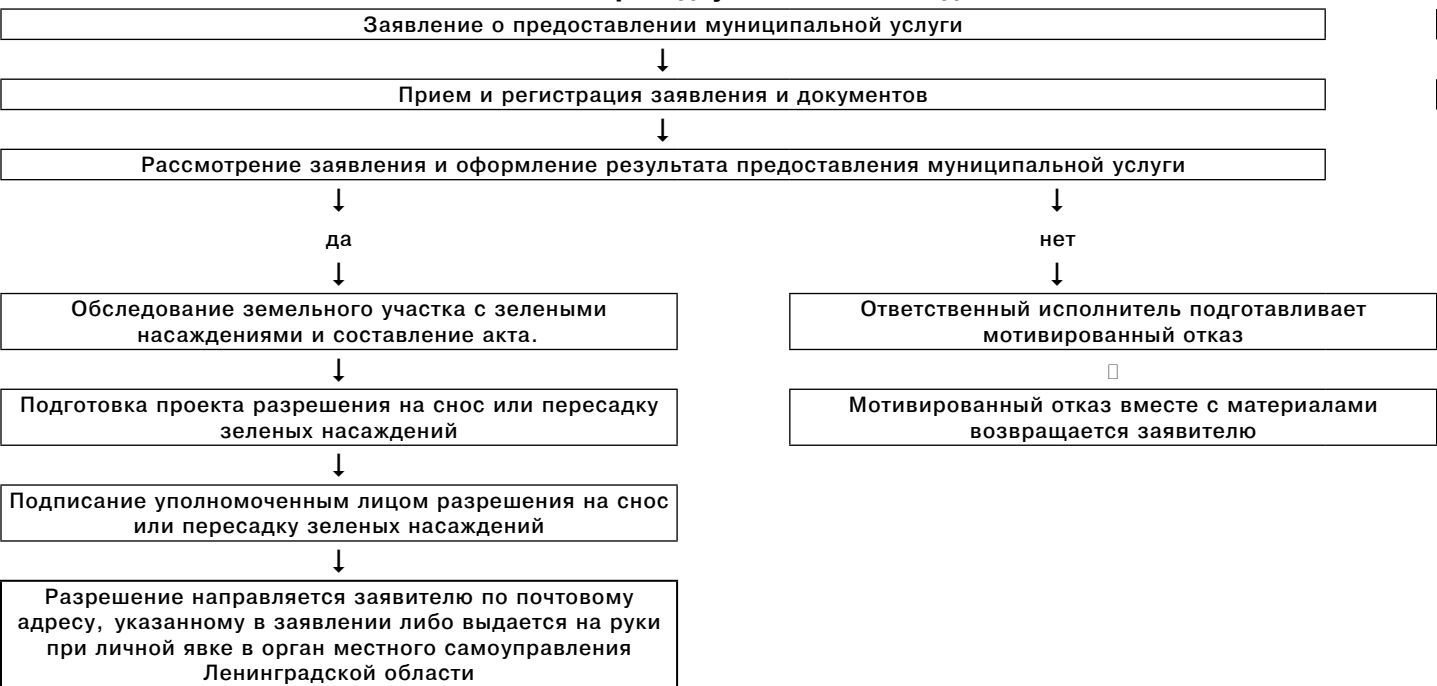 Заявление о предоставлении муниципальной услуги
Прием и регистрация заявления и документов
Рассмотрение заявления и оформление результата предоставления муниципальной услуги
да
нет
Обследование земельного участка с зелеными
насаждениями и составление акта.
Ответственный исполнитель подготавливает
мотивированный отказ
Подготовка проекта разрешения на снос или пересадку
зеленых насаждений
Мотивированный отказ вместе с материалами
возвращается заявителю
Подписание уполномоченным лицом разрешения на снос
или пересадку зеленых насаждений
Разрешение направляется заявителю по почтовому
адресу, указанному в заявлении либо выдается на руки
при личной явке в орган местного самоуправления
Ленинградской области